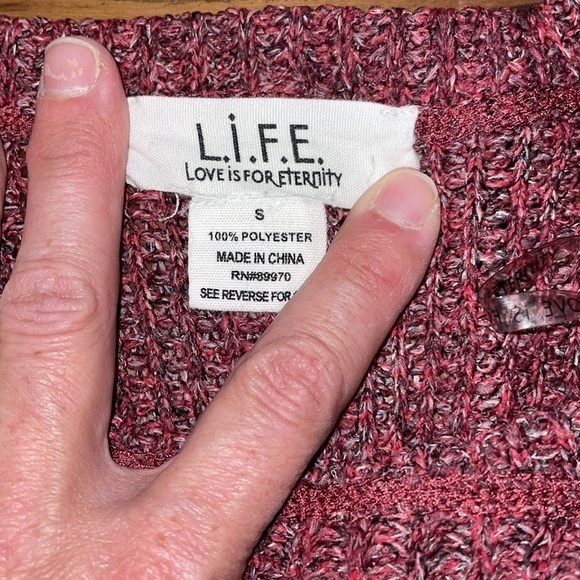 L.i.F.E.
LOVE iS FOR ETERNiTY
S
100% POLYESTER
MADE IN CHINA
RN#89970
SEE REVERSE FOR